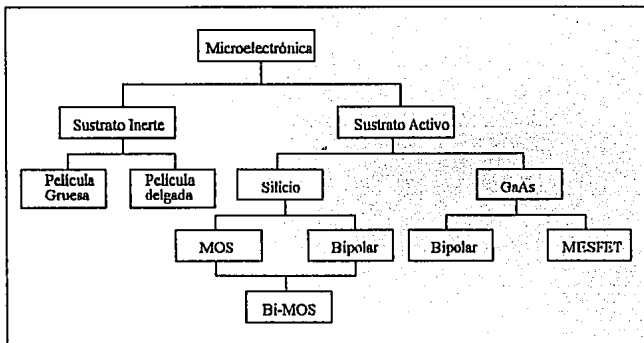 Microelectrónica
Sustrato Inerte
Sustrato Activo
Película
Gruesa
Película
delgada
Silicio
GaAs
MOS
Bipolar
Bipolar
MESFET
Bi-MOS